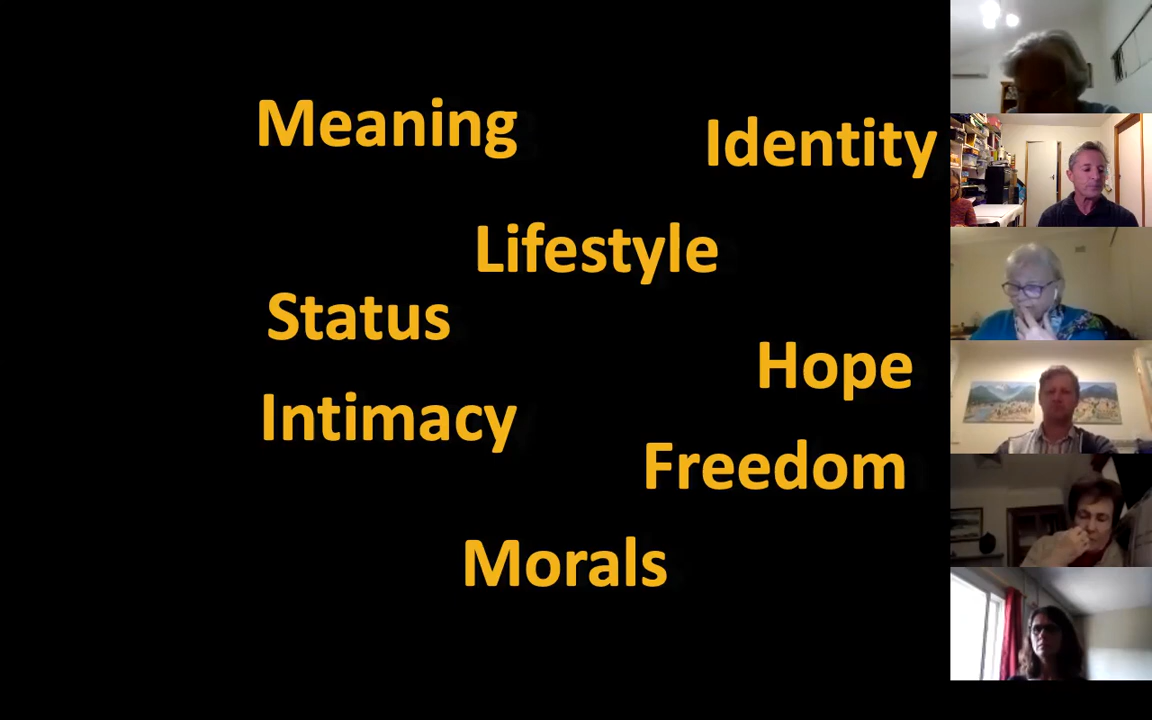 Meaning
Identity
Lifestyle
Status
Hope
Intimacy
Freedom
Morals